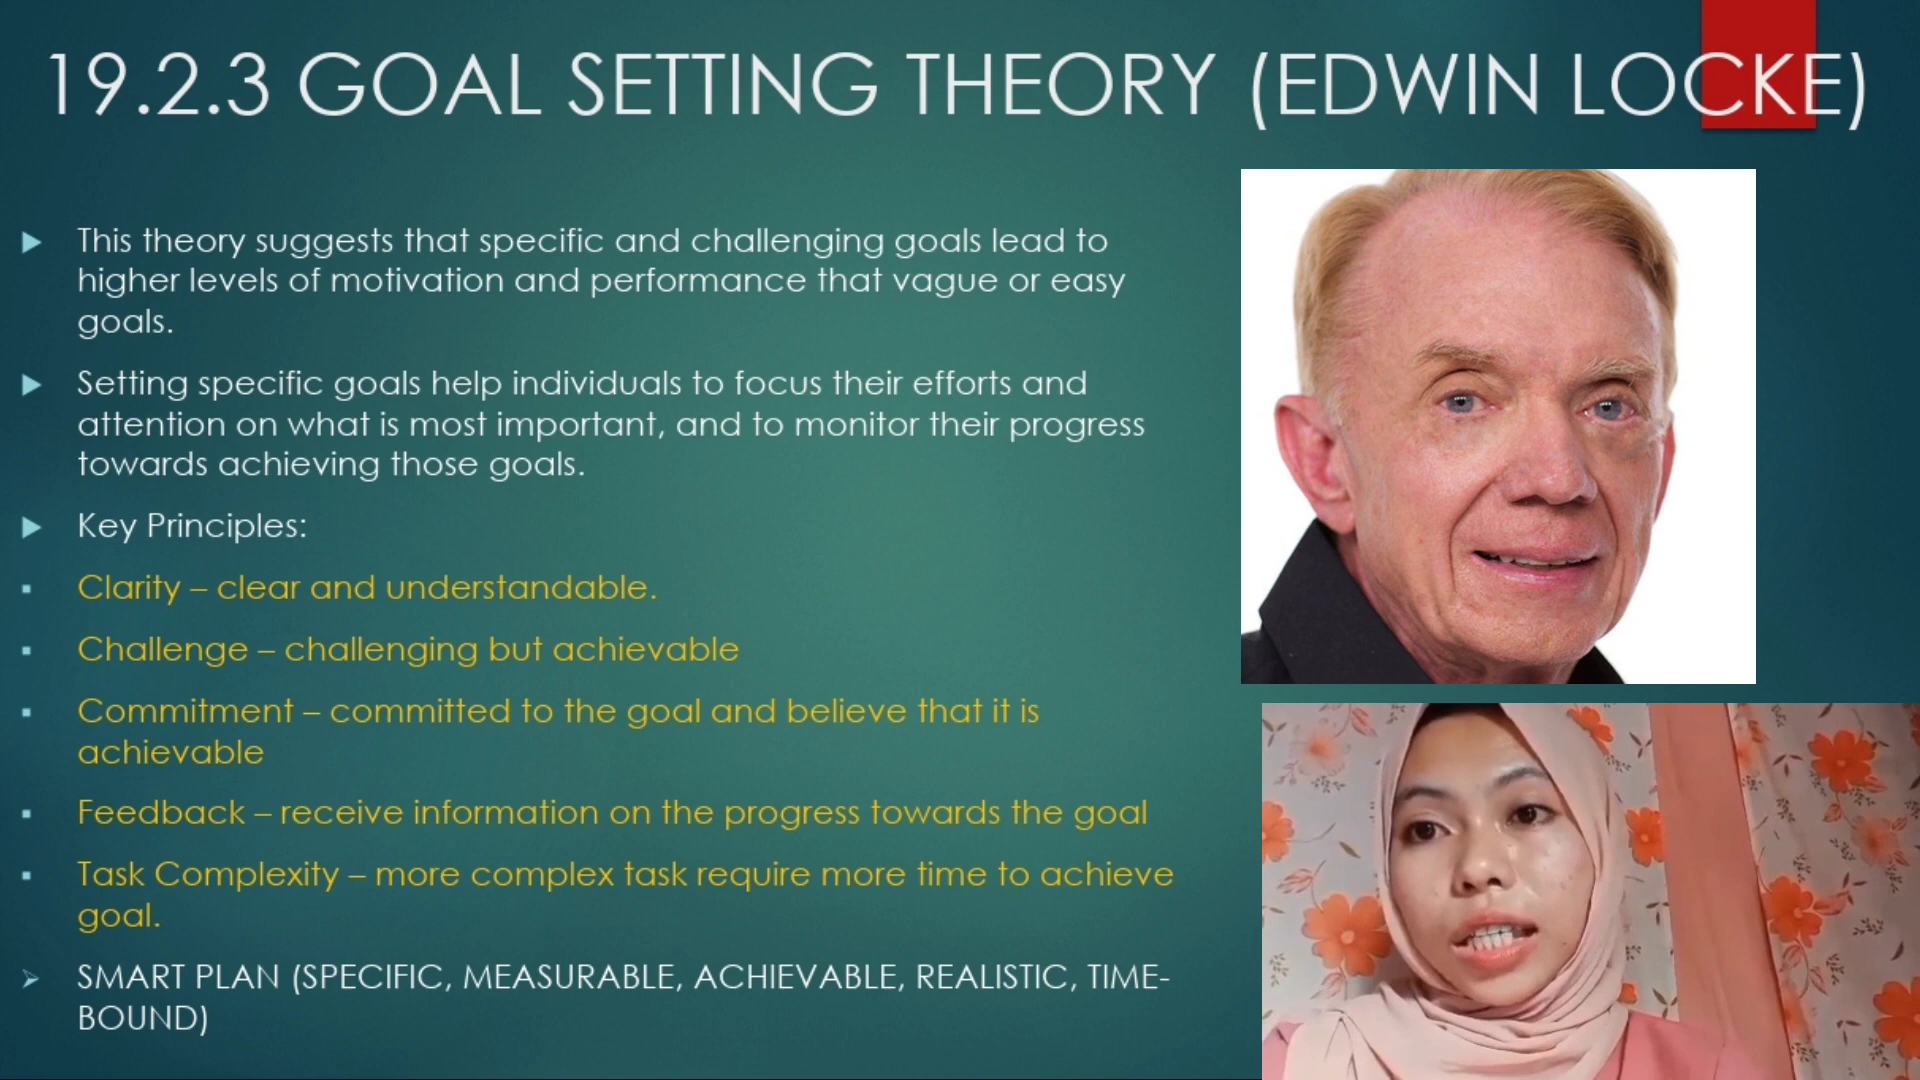 19.2.3 GOAL SETTING THEORY (EDWIN LOCKE)
This theory suggests that specific and challenging goals lead to
higher levels of motivation and performance that vague or easy
goals.
Setting specific goals help individuals to focus their efforts and
attention on what is most important, and to monitor their progress
towards achieving those goals.
Key Principles:
Clarity – clear and understandable.
Challenge – challenging but achievable
Commitment – committed to the goal and believe that it is
achievable
Feedback – receive information on the progress towards the goal
Task Complexity – more complex task require more time to achieve
goal.
SMART PLAN (SPECIFIC, MEASURABLE, ACHIEVABLE, REALISTIC, TIME-
BOUND)